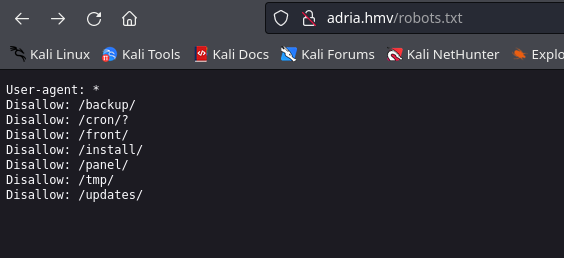 adria.hmv/robots.txt
Kali Linux Kali Tools Kali Docs Kali Forums Kali NetHunter Explo
User-agent: *
Disallow: /backup/
Disallow: /cron/?
Disallow: /front/
Disallow: /install/
Disallow: /panel/
Disallow: /tmp/
Disallow: /updates/